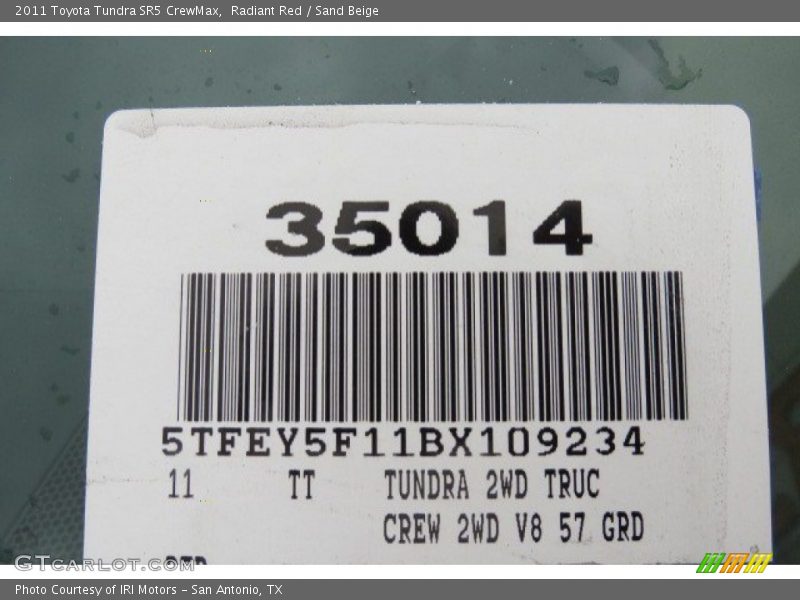 2011 Toyota Tundra SR5 CrewMax, Radiant Red / Sand Beige
35014
5TFEY5F11BX109234
11 TT TUNDRA 2WD TRUC
CREW 2WD V8 57 GRD
GTCARLOT.COM
Photo Courtesy of IRI Motors - San Antonio, TX